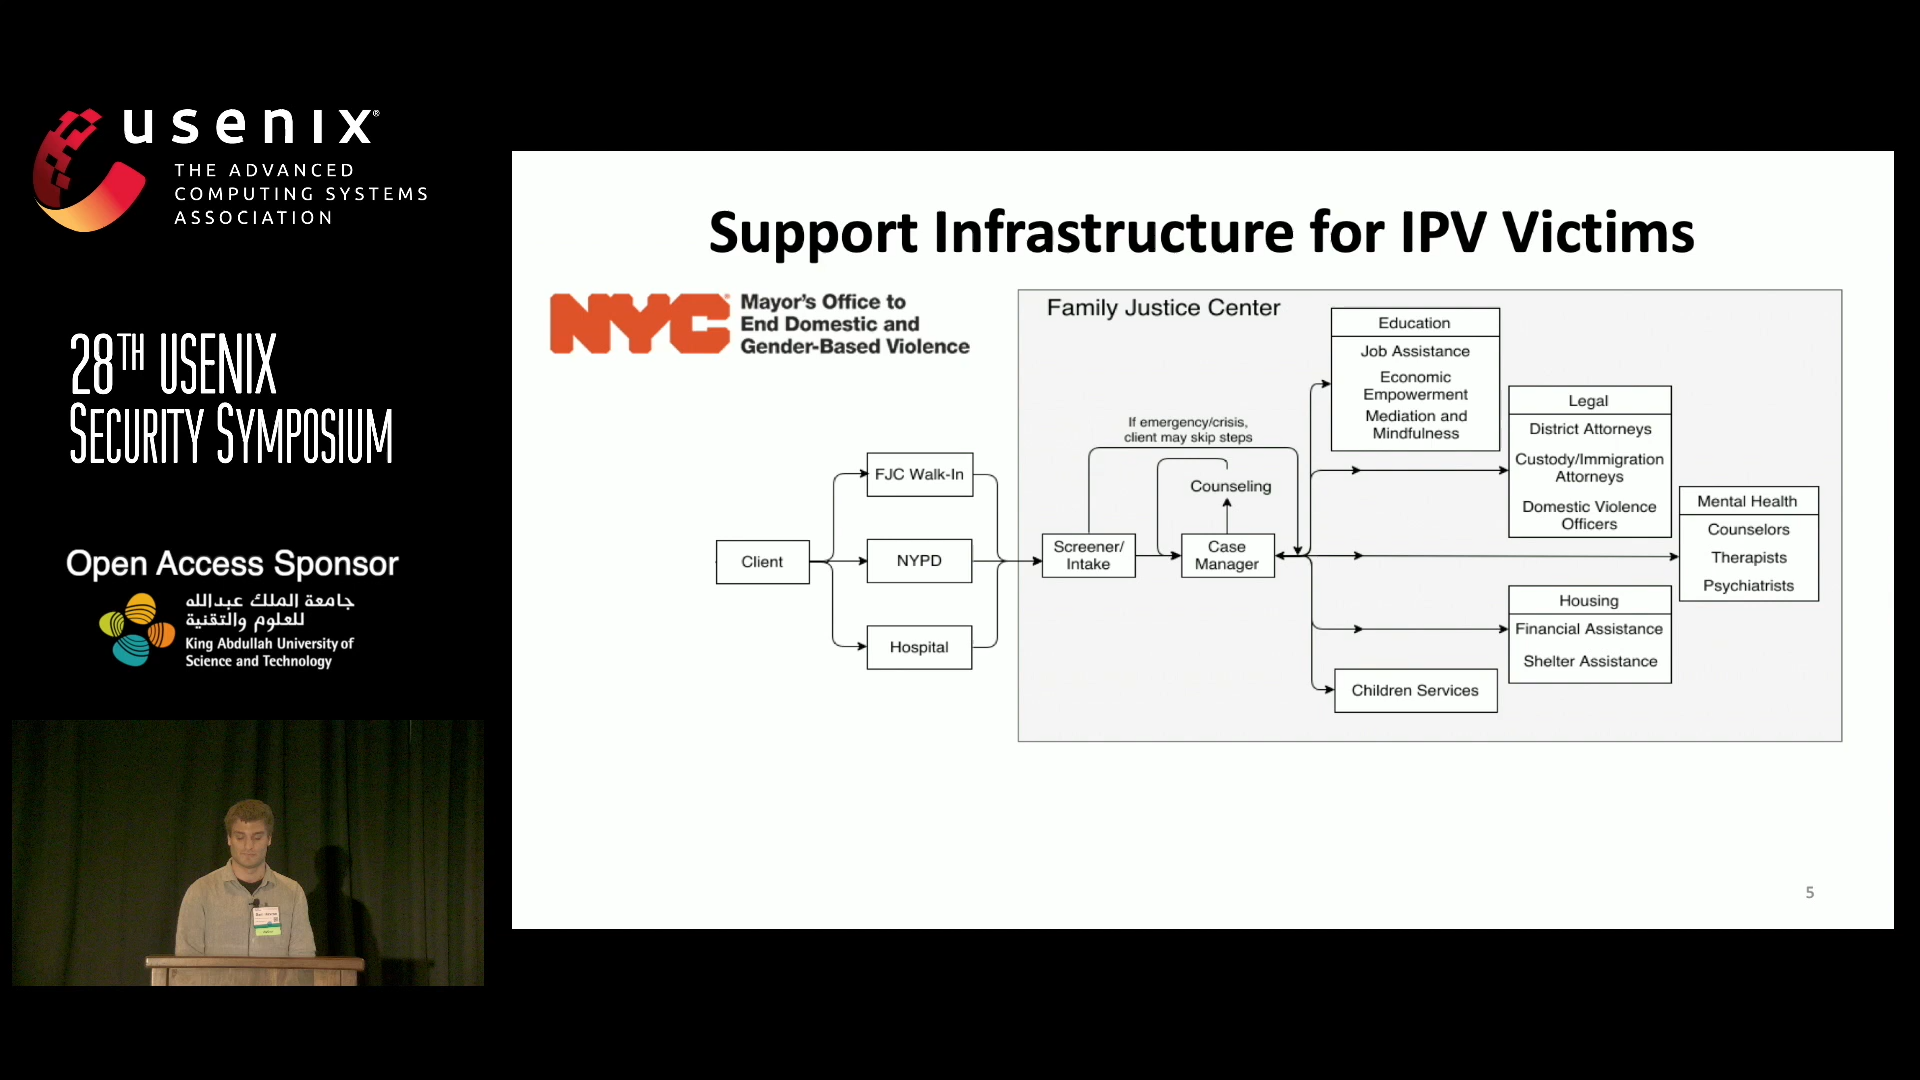 usenix®
THE ADVANCED
COMPUTING SYSTEMS
ASSOCIATION
28TH USENIX
SECURITY SYMPOSIUM
Open Access Sponsor
جامعة الملك عبدالله
للعلوم والتقنية
King Abdullah University of
Science and Technology
Support Infrastructure for IPV Victims
NYC®
Mayor's Office to
End Domestic and
Gender-Based Violence
Family Justice Center
Client
FJC Walk-In
NYPD
Hospital
If emergency/crisis,
client may skip steps
Screener/
Intake
Counseling
Case
Manager
Education
Job Assistance
Economic
Empowerment
Mediation and
Mindfulness
Legal
District Attorneys
Custody/Immigration
Attorneys
Domestic Violence
Officers
Mental Health
Counselors
Therapists
Psychiatrists
Housing
Financial Assistance
Shelter Assistance
Children Services
5